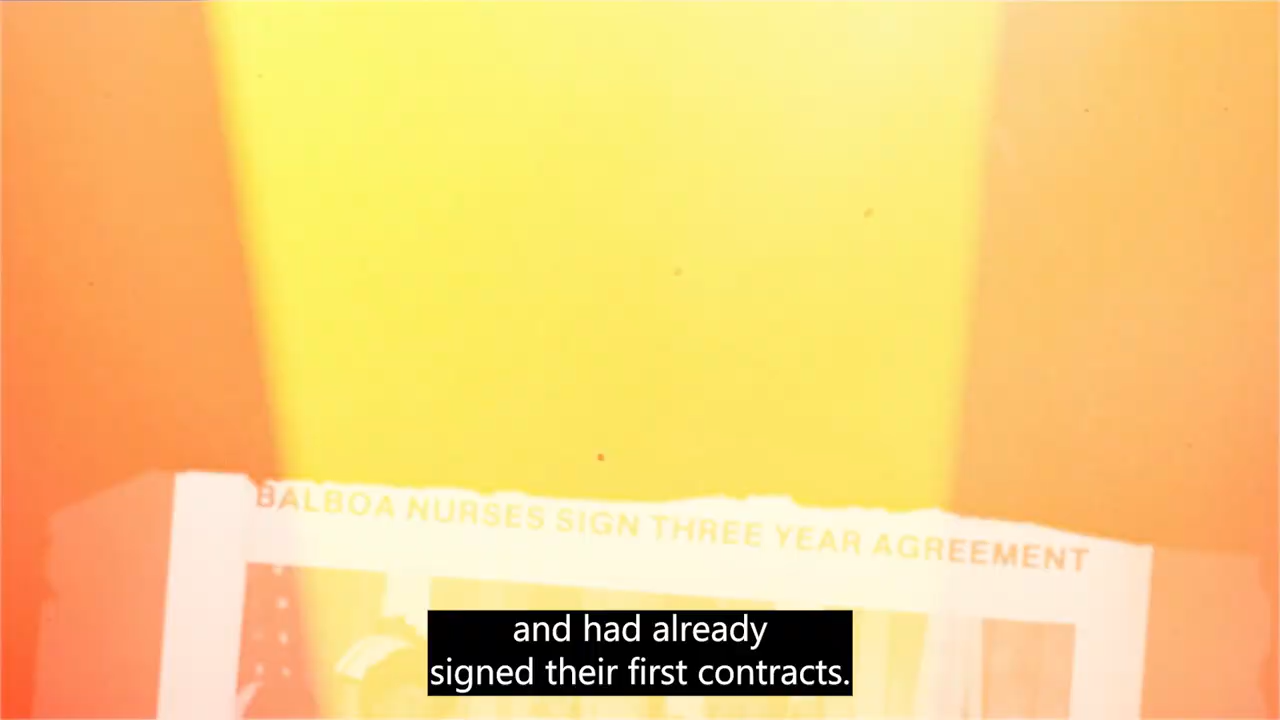 BALBOA NURSES SIGN THREE YEAR AGREEMENT
and had already
signed their first contracts.